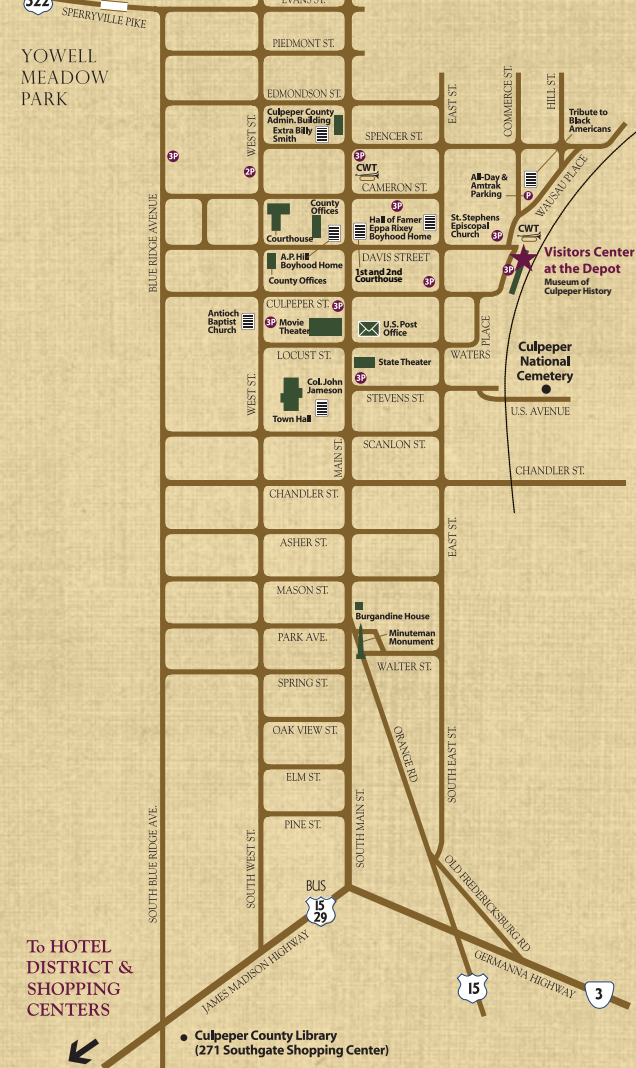 EVANS ST.
522
SPERRYVILLE PIKE
PIEDMONT ST.
YOWELL
MEADOW
PARK
EDMONDSON ST.
EAST ST.
COMMERCE ST.
HILL ST.
Culpeper County
Admin. Building
Extra Billy
Smith
WEST ST.
SPENCER ST.
Tribute to
Black
Americans
3P
2P
3P
CWT
CAMERON ST.
All-Day &
Amtrak
Parking
P
WAUSAU PLACE
BLUE RIDGE AVENUE
County
Offices
Courthouse
3P
Hall of Famer
Eppa Rixey
Boyhood Home
St. Stephens
Episcopal
Church
3P
CWT
A.P. Hill
Boyhood Home
County Offices
DAVIS STREET
1st and 2nd
Courthouse
3P
3P
Visitors Center
at the Depot
Museum of
Culpeper History
CULPEPER ST.
3P
Antioch
Baptist
Church
3P
Movie
Theater
U.S. Post
Office
PLACE
WATERS
LOCUST ST.
State Theater
3P
Culpeper
National
Cemetery
WEST ST.
Col. John
Jameson
Town Hall
STEVENS ST.
U.S. AVENUE
MAIN ST.
SCANLON ST.
CHANDLER ST.
CHANDLER ST.
EAST ST.
ASHER ST.
MASON ST.
Burgandine House
PARK AVE.
Minuteman
Monument
WALTER ST.
SPRING ST.
OAK VIEW ST.
ORANGE RD
SOUTH EAST ST.
ELM ST.
SOUTH MAIN ST.
PINE ST.
SOUTH BLUE RIDGE AVE.
SOUTH WEST ST.
BUS
15
29
OLD FREDERICKSBURG RD
To HOTEL
DISTRICT &
SHOPPING
CENTERS
JAMES MADISON HIGHWAY
GERMANNA HIGHWAY
15
3
Culpeper County Library
(271 Southgate Shopping Center)